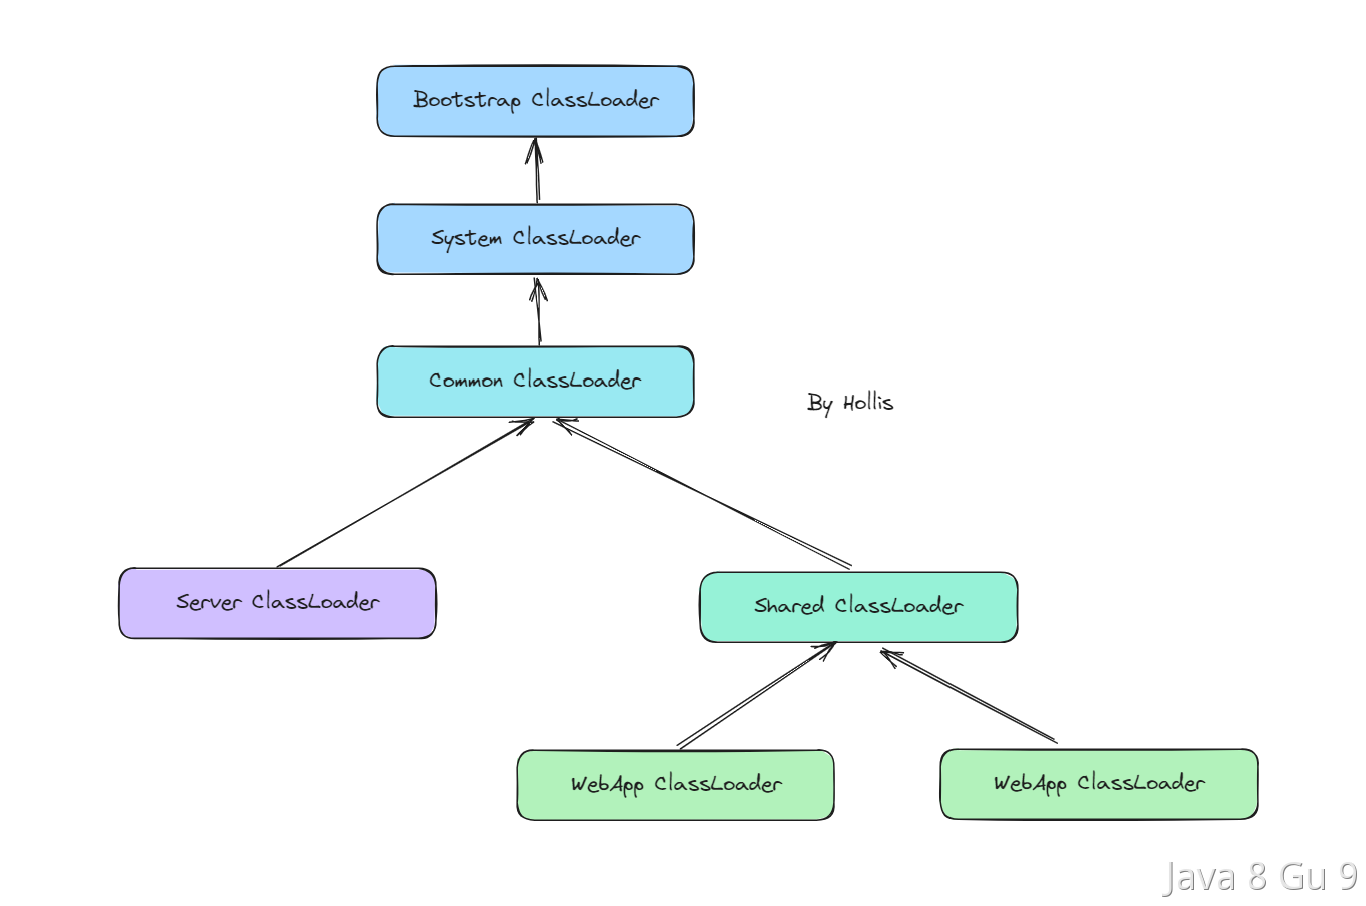 Bootstrap ClassLoader
System ClassLoader
Common ClassLoader
By Hollis
Server ClassLoader
Shared ClassLoader
WebApp ClassLoader
WebApp ClassLoader
Java 8 Gu 9